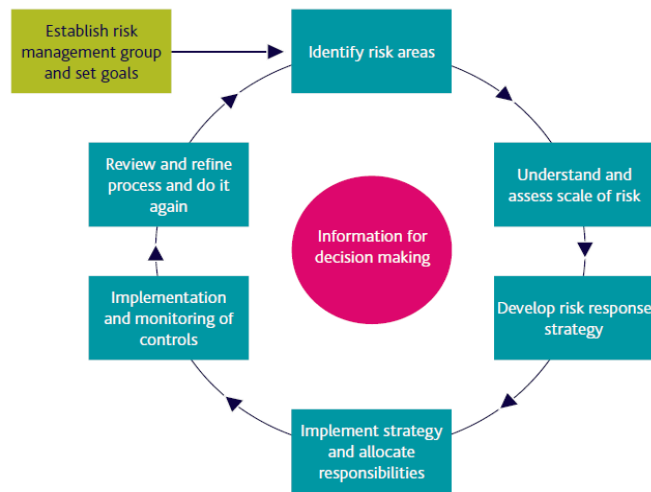 Establish risk
management group
and set goals
Identify risk areas
Understand and
assess scale of risk
Develop risk response
strategy
Implement strategy
and allocate
responsibilities
Implementation
and monitoring of
controls
Review and refine
process and do it
again
Information for
decision making